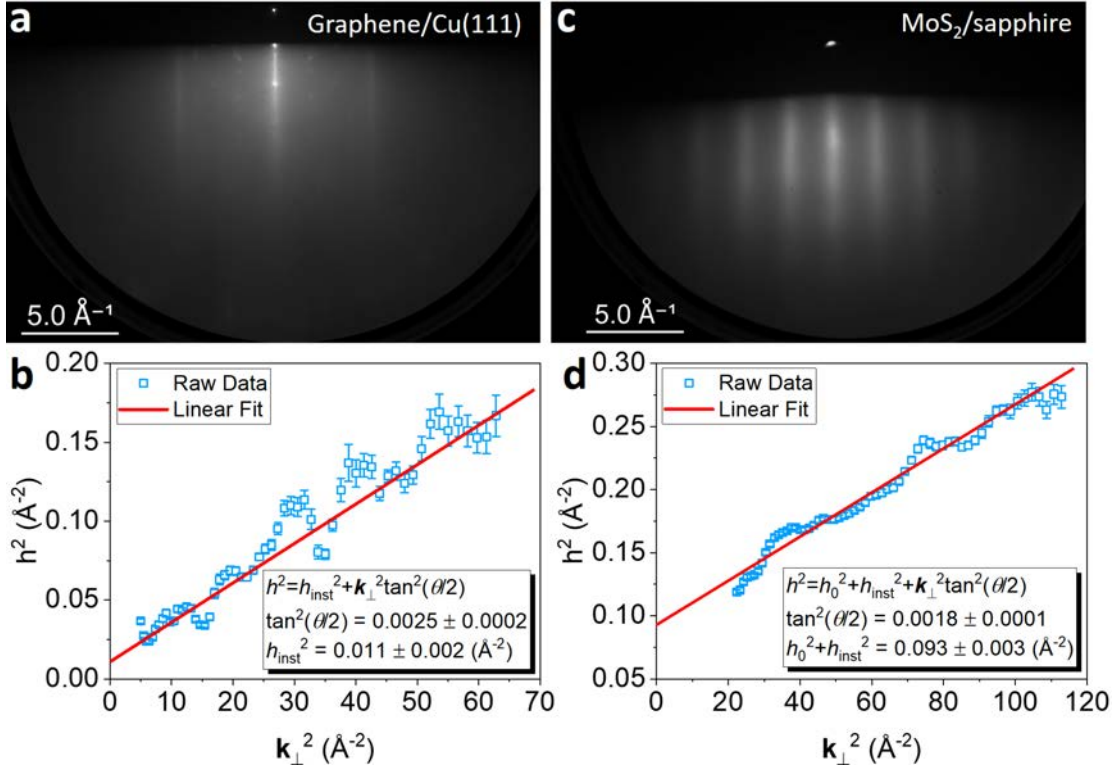 a
Graphene/Cu(111)
5.0 Å⁻¹
c
MoS₂/sapphire
5.0 Å⁻¹
b
0.20
0.15
0.10
0.05
0.00
h² (Å⁻²)
Raw Data
Linear Fit
h²=h_inst²+k⊥²tan²(θ/2)
tan²(θ/2) = 0.0025 ± 0.0002
h_inst² = 0.011 ± 0.002 (Å⁻²)
0 10 20 30 40 50 60 70
k⊥² (Å⁻²)
d
0.30
0.25
0.20
0.15
0.10
0.05
0.00
h² (Å⁻²)
Raw Data
Linear Fit
h²=h₀²+h_inst²+k⊥²tan²(θ/2)
tan²(θ/2) = 0.0018 ± 0.0001
h₀²+h_inst² = 0.093 ± 0.003 (Å⁻²)
0 20 40 60 80 100 120
k⊥² (Å⁻²)